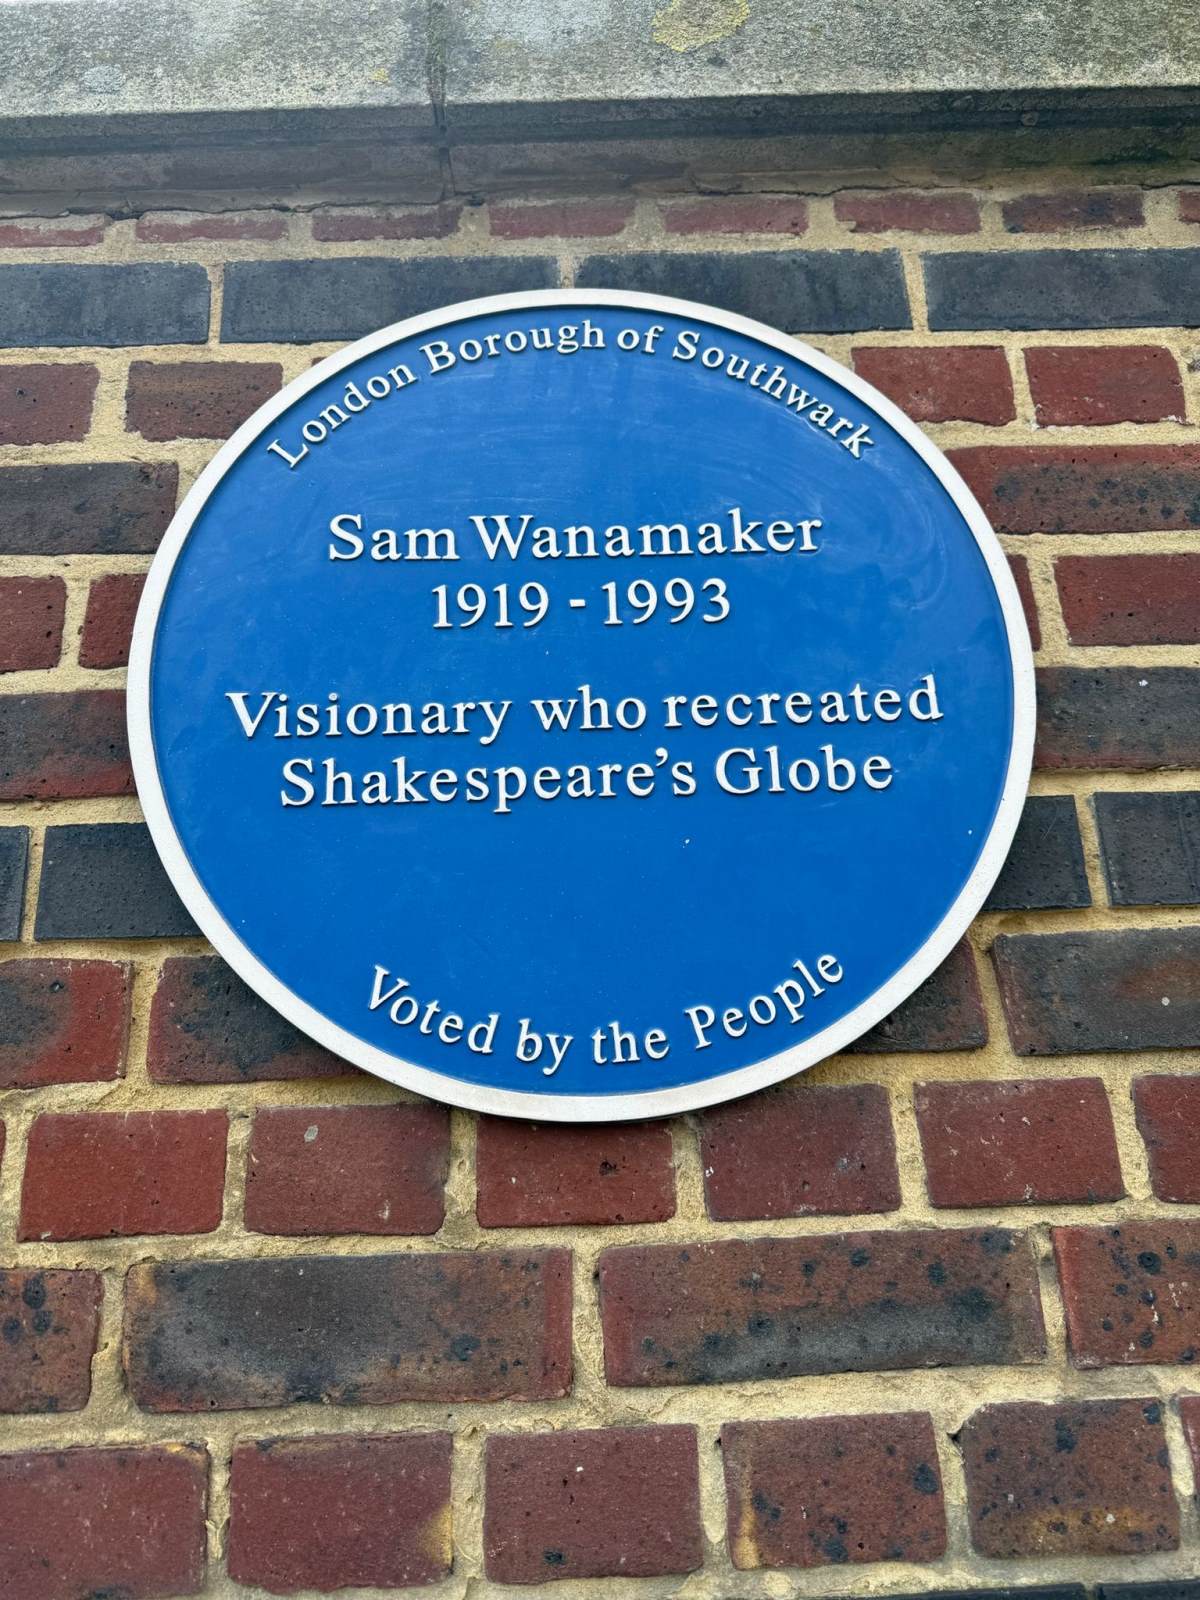 London Borough of Southwark
Sam Wanamaker
1919 - 1993
Visionary who recreated
Shakespeare's Globe
Voted by the People